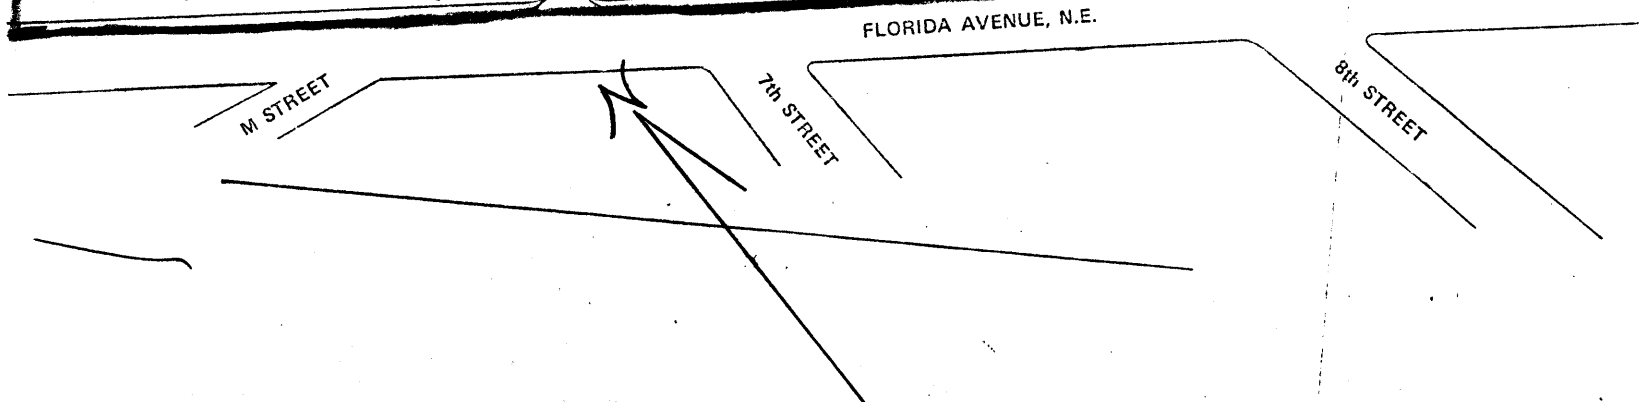 FLORIDA AVENUE, N.E.
M STREET
7th STREET
8th STREET
N